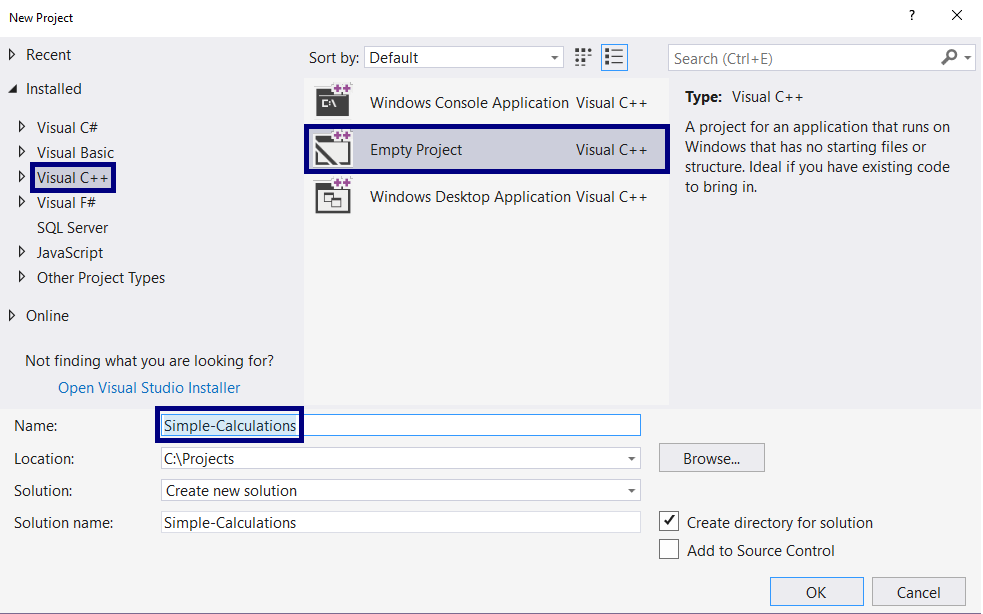 New Project
?
Recent
Installed
Visual C#
Visual Basic
Visual C++
Visual F#
SQL Server
JavaScript
Other Project Types
Online
Not finding what you are looking for?
Open Visual Studio Installer
Sort by: Default
Windows Console Application Visual C++
Empty Project Visual C++
Windows Desktop Application Visual C++
Search (Ctrl+E)
Type: Visual C++
A project for an application that runs on
Windows that has no starting files or
structure. Ideal if you have existing code
to bring in.
Name: Simple-Calculations
Location: C:\Projects
Browse...
Solution: Create new solution
Solution name: Simple-Calculations
Create directory for solution
Add to Source Control
OK Cancel